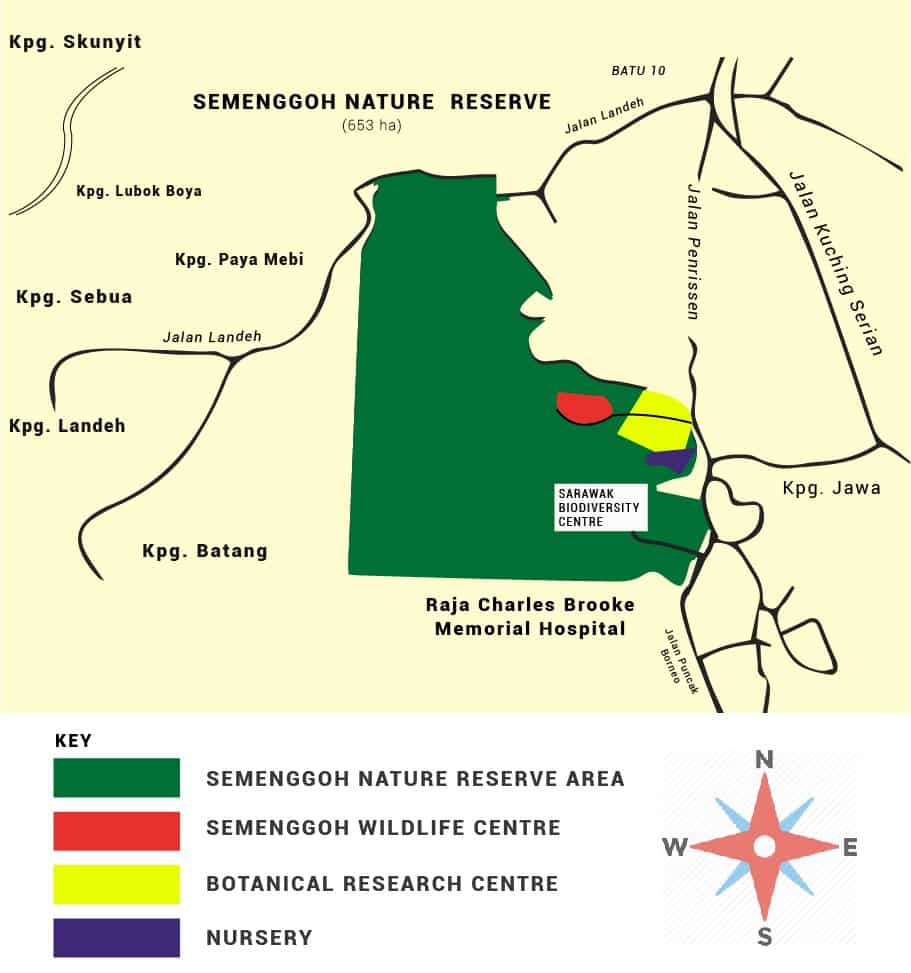 Kpg. Skunyit
BATU 10
SEMENGGOH NATURE RESERVE
(653 ha)
Jalan Landeh
Kpg. Lubok Boya
Jalan Penrissen
Jalan Kuching Serian
Kpg. Paya Mebi
Kpg. Sebua
Jalan Landeh
Kpg. Landeh
Kpg. Jawa
SARAWAK
BIODIVERSITY
CENTRE
Kpg. Batang
Raja Charles Brooke
Memorial Hospital
Jalan Puncak
Borneo
KEY
SEMENGGOH NATURE RESERVE AREA
SEMENGGOH WILDLIFE CENTRE
BOTANICAL RESEARCH CENTRE
NURSERY
N
W
E
S